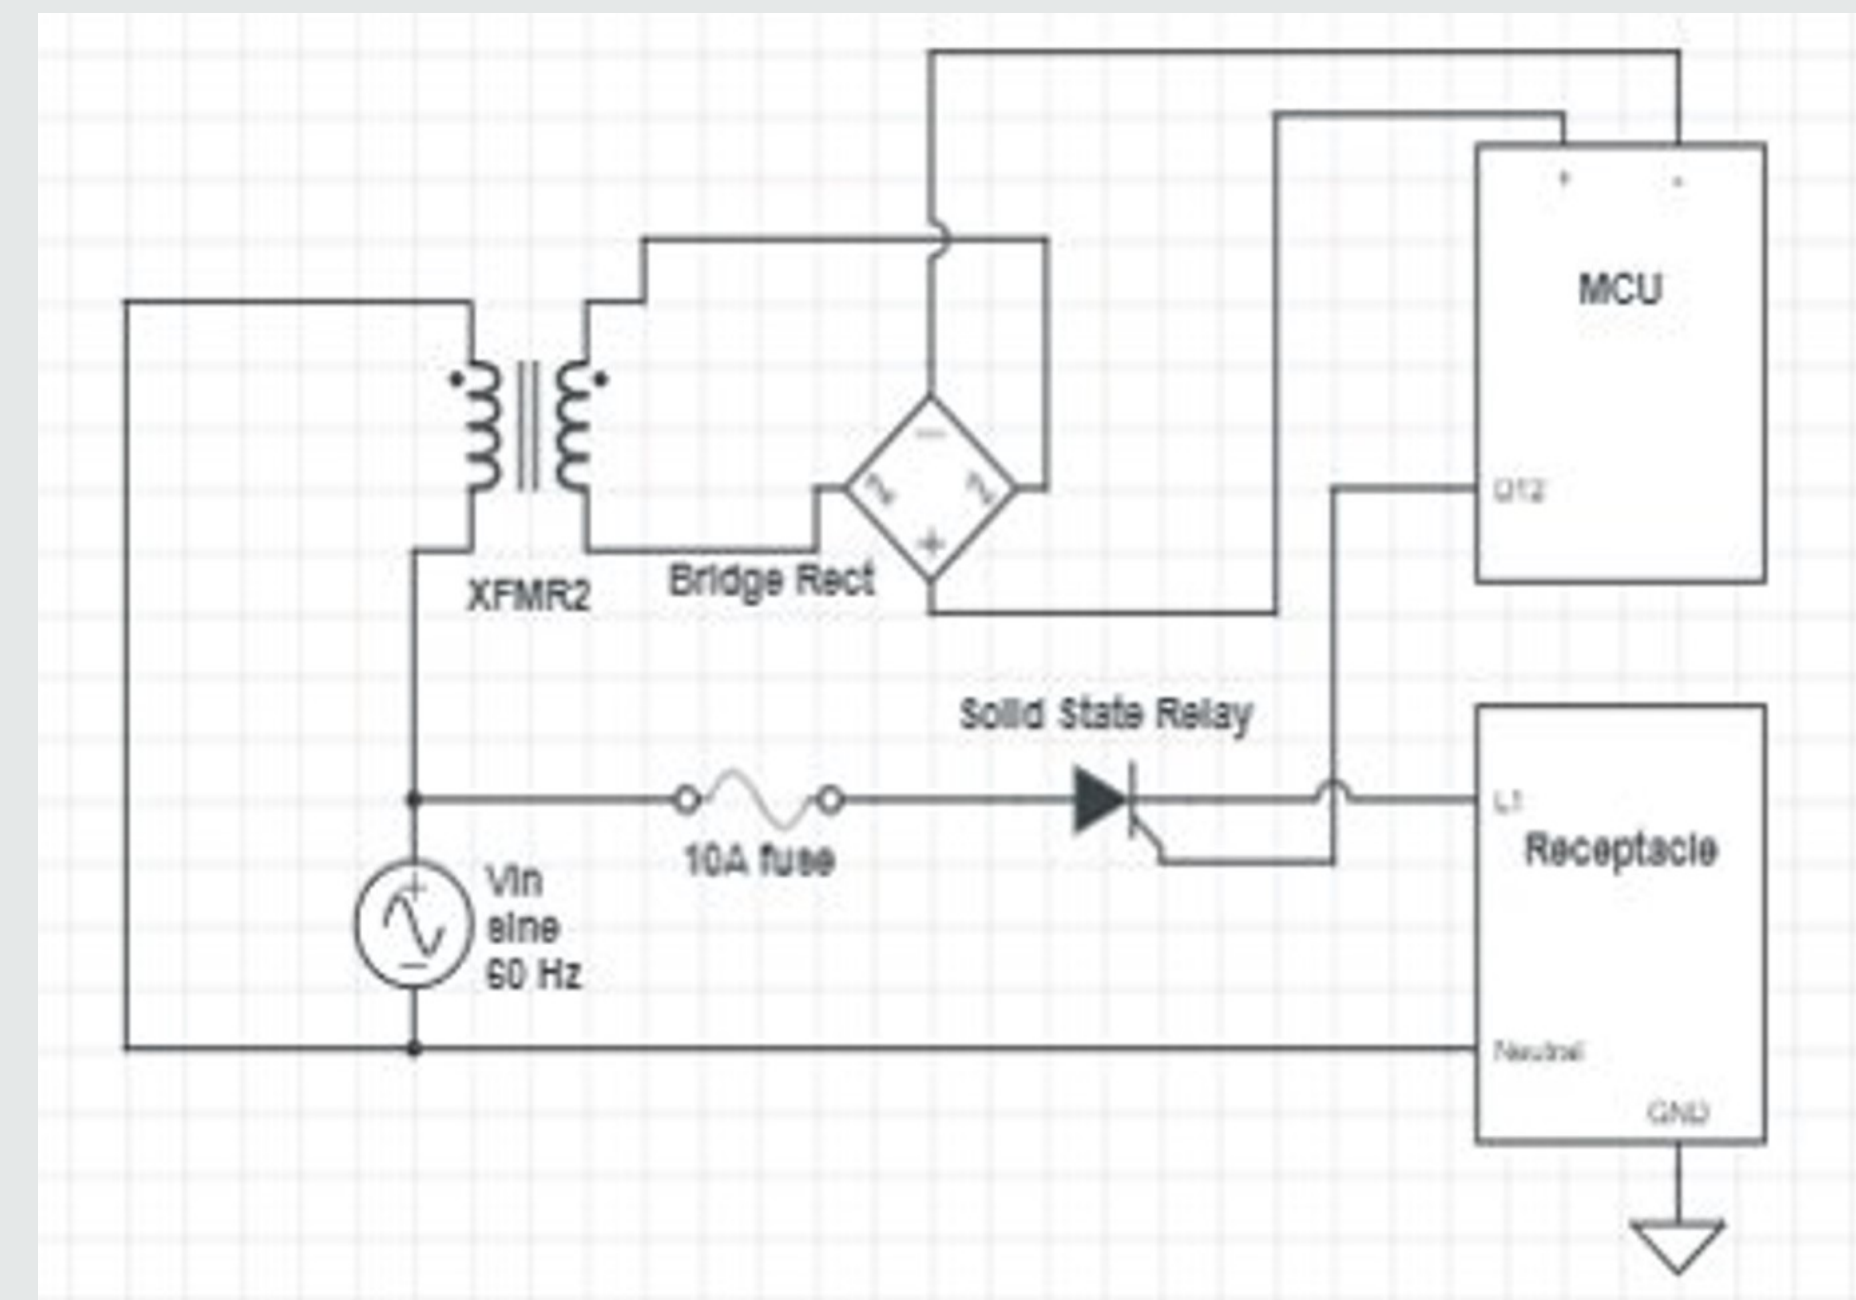 + -
MCU
− +
D12
XFMR2
Bridge Rect
Solid State Relay
L1
Receptacle
10A fuse
Vin
sine
60 Hz
+
−
Neutral
GND